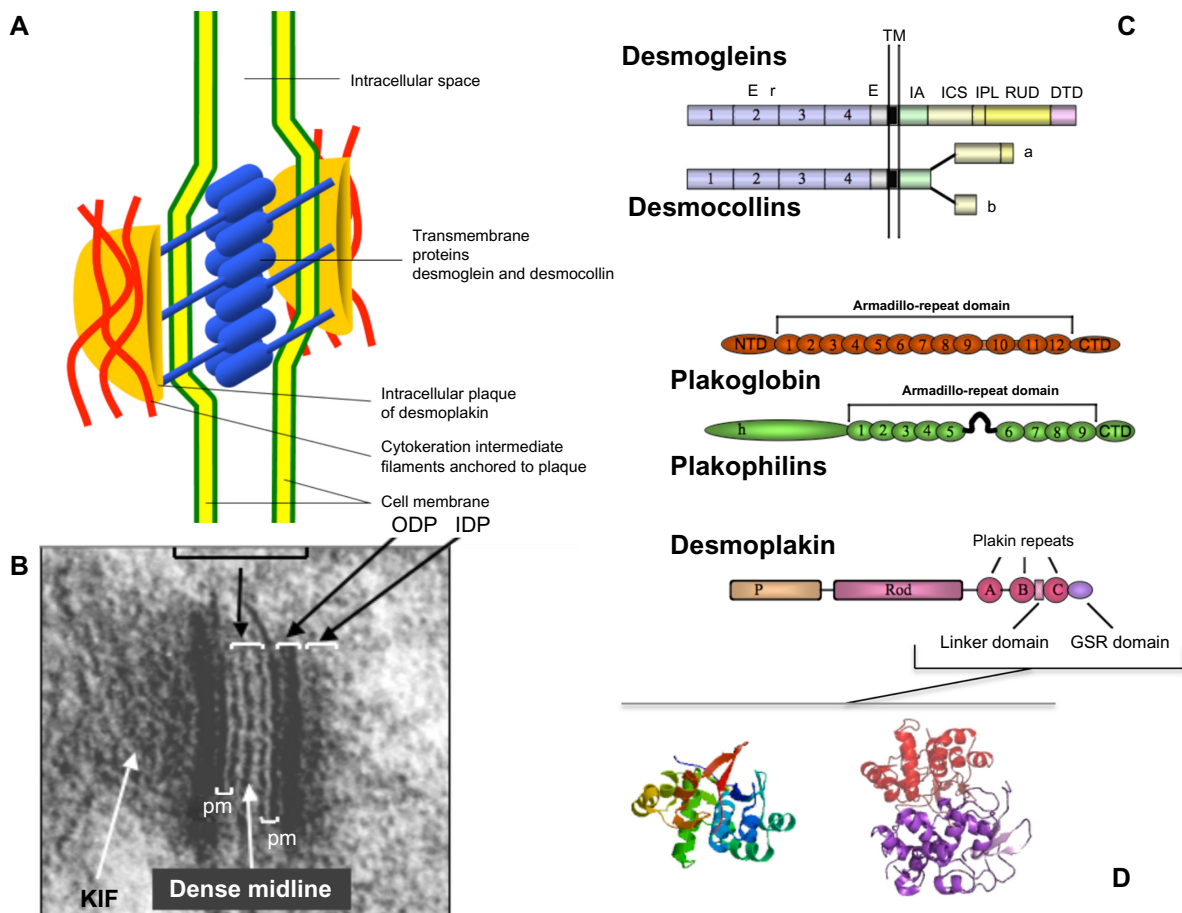 A
Intracellular space
Transmembrane
proteins
desmoglein and desmocollin
Intracellular plaque
of desmoplakin
Cytokeration intermediate
filaments anchored to plaque
Cell membrane
B
ODP IDP
pm
pm
KIF
Dense midline
C
TM
Desmogleins
E r E IA ICS IPL RUD DTD
1 2 3 4
a
1 2 3 4
b
Desmocollins
Armadillo-repeat domain
NTD 1 2 3 4 5 6 7 8 9 10 11 12 CTD
Plakoglobin
Armadillo-repeat domain
h 1 2 3 4 5 6 7 8 9 CTD
Plakophilins
Desmoplakin
Plakin repeats
P Rod A B C
Linker domain GSR domain
D